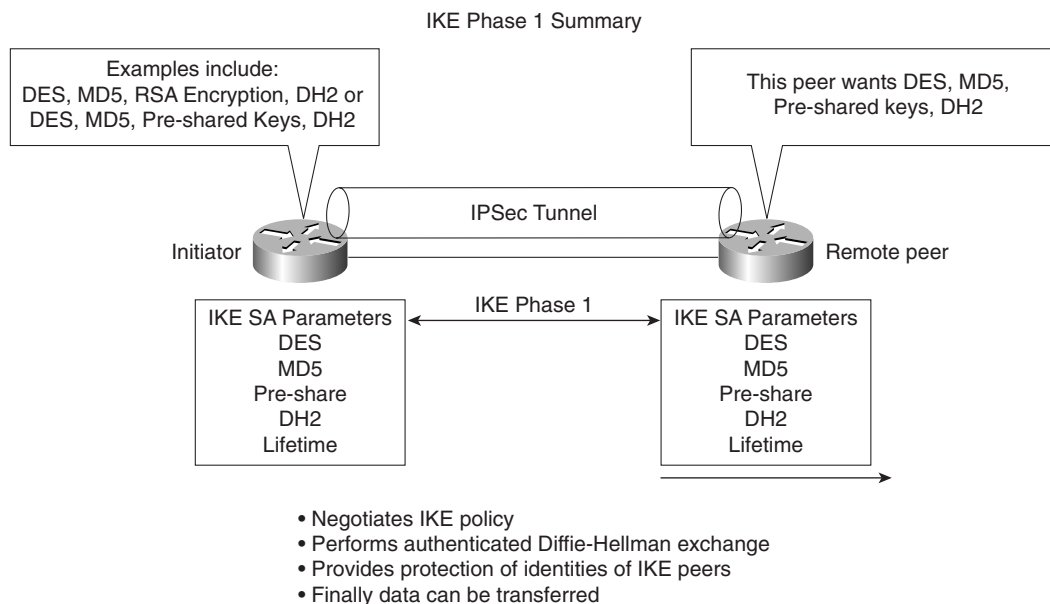 IKE Phase 1 Summary
Examples include:
DES, MD5, RSA Encryption, DH2 or
DES, MD5, Pre-shared Keys, DH2
This peer wants DES, MD5,
Pre-shared keys, DH2
IPSec Tunnel
Initiator
Remote peer
IKE SA Parameters
DES
MD5
Pre-share
DH2
Lifetime
IKE Phase 1
IKE SA Parameters
DES
MD5
Pre-share
DH2
Lifetime
• Negotiates IKE policy
• Performs authenticated Diffie-Hellman exchange
• Provides protection of identities of IKE peers
• Finally data can be transferred